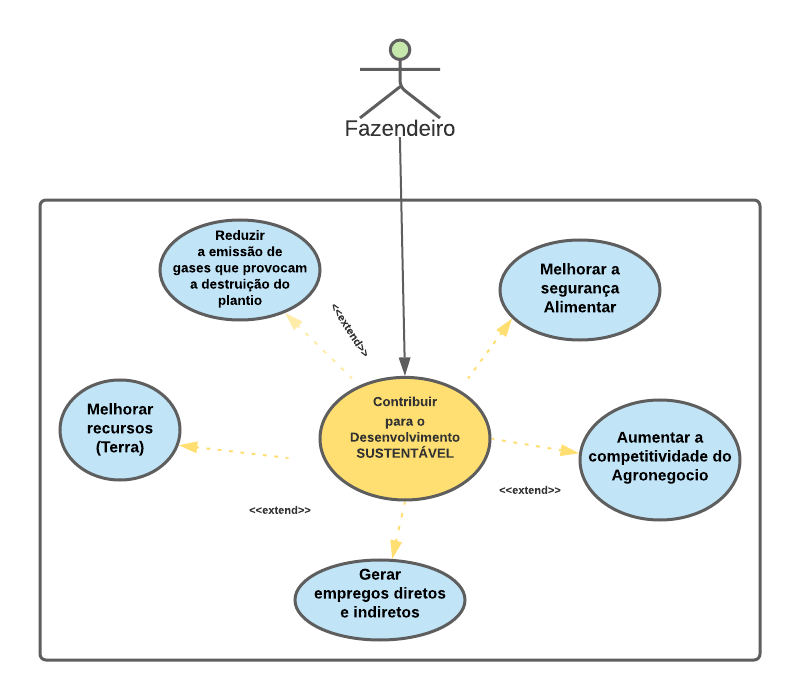 Fazendeiro
Reduzir
a emissão de
gases que provocam
a destruição do
plantio
Melhorar a
segurança
Alimentar
<<extend>>
Melhorar
recursos
(Terra)
Contribuir
para o
Desenvolvimento
SUSTENTÁVEL
Aumentar a
competitividade do
Agronegocio
<<extend>>
<<extend>>
Gerar
empregos diretos
e indiretos